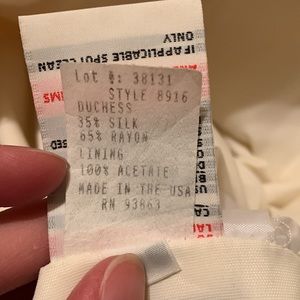 IF APPLICABLE SPOT CLEAN
ONLY
Lot #: 38131
STYLE 8916
DUCHESS
35% SILK
65% RAYON
LINING
100% ACETATE
MADE IN THE USA
RN 93863